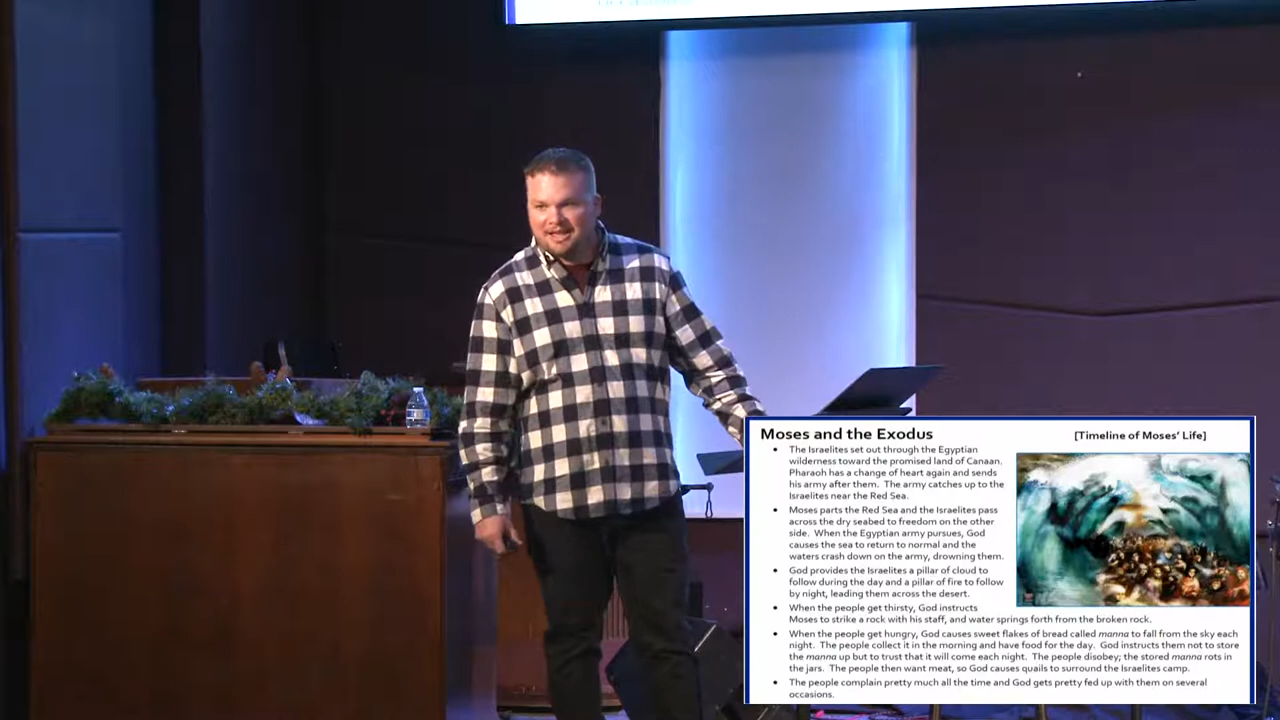 Moses and the Exodus
[Timeline of Moses' Life]
• The Israelites set out through the Egyptian
wilderness toward the promised land of Canaan.
Pharaoh has a change of heart again and sends
his army after them. The army catches up to the
Israelites near the Red Sea.
• Moses parts the Red Sea and the Israelites pass
across the dry seabed to freedom on the other
side. When the Egyptian army pursues, God
causes the sea to return to normal and the
waters crash down on the army, drowning them.
• God provides the Israelites a pillar of cloud to
follow during the day and a pillar of fire to follow
by night, leading them across the desert.
• When the people get thirsty, God instructs
Moses to strike a rock with his staff, and water springs forth from the broken rock.
• When the people get hungry, God causes sweet flakes of bread called manna to fall from the sky each
night. The people collect it in the morning and have food for the day. God instructs them not to store
the manna up but to trust that it will come each night. The people disobey; the stored manna rots in
the jars. The people then want meat, so God causes quails to surround the Israelites camp.
• The people complain pretty much all the time and God gets pretty fed up with them on several
occasions.